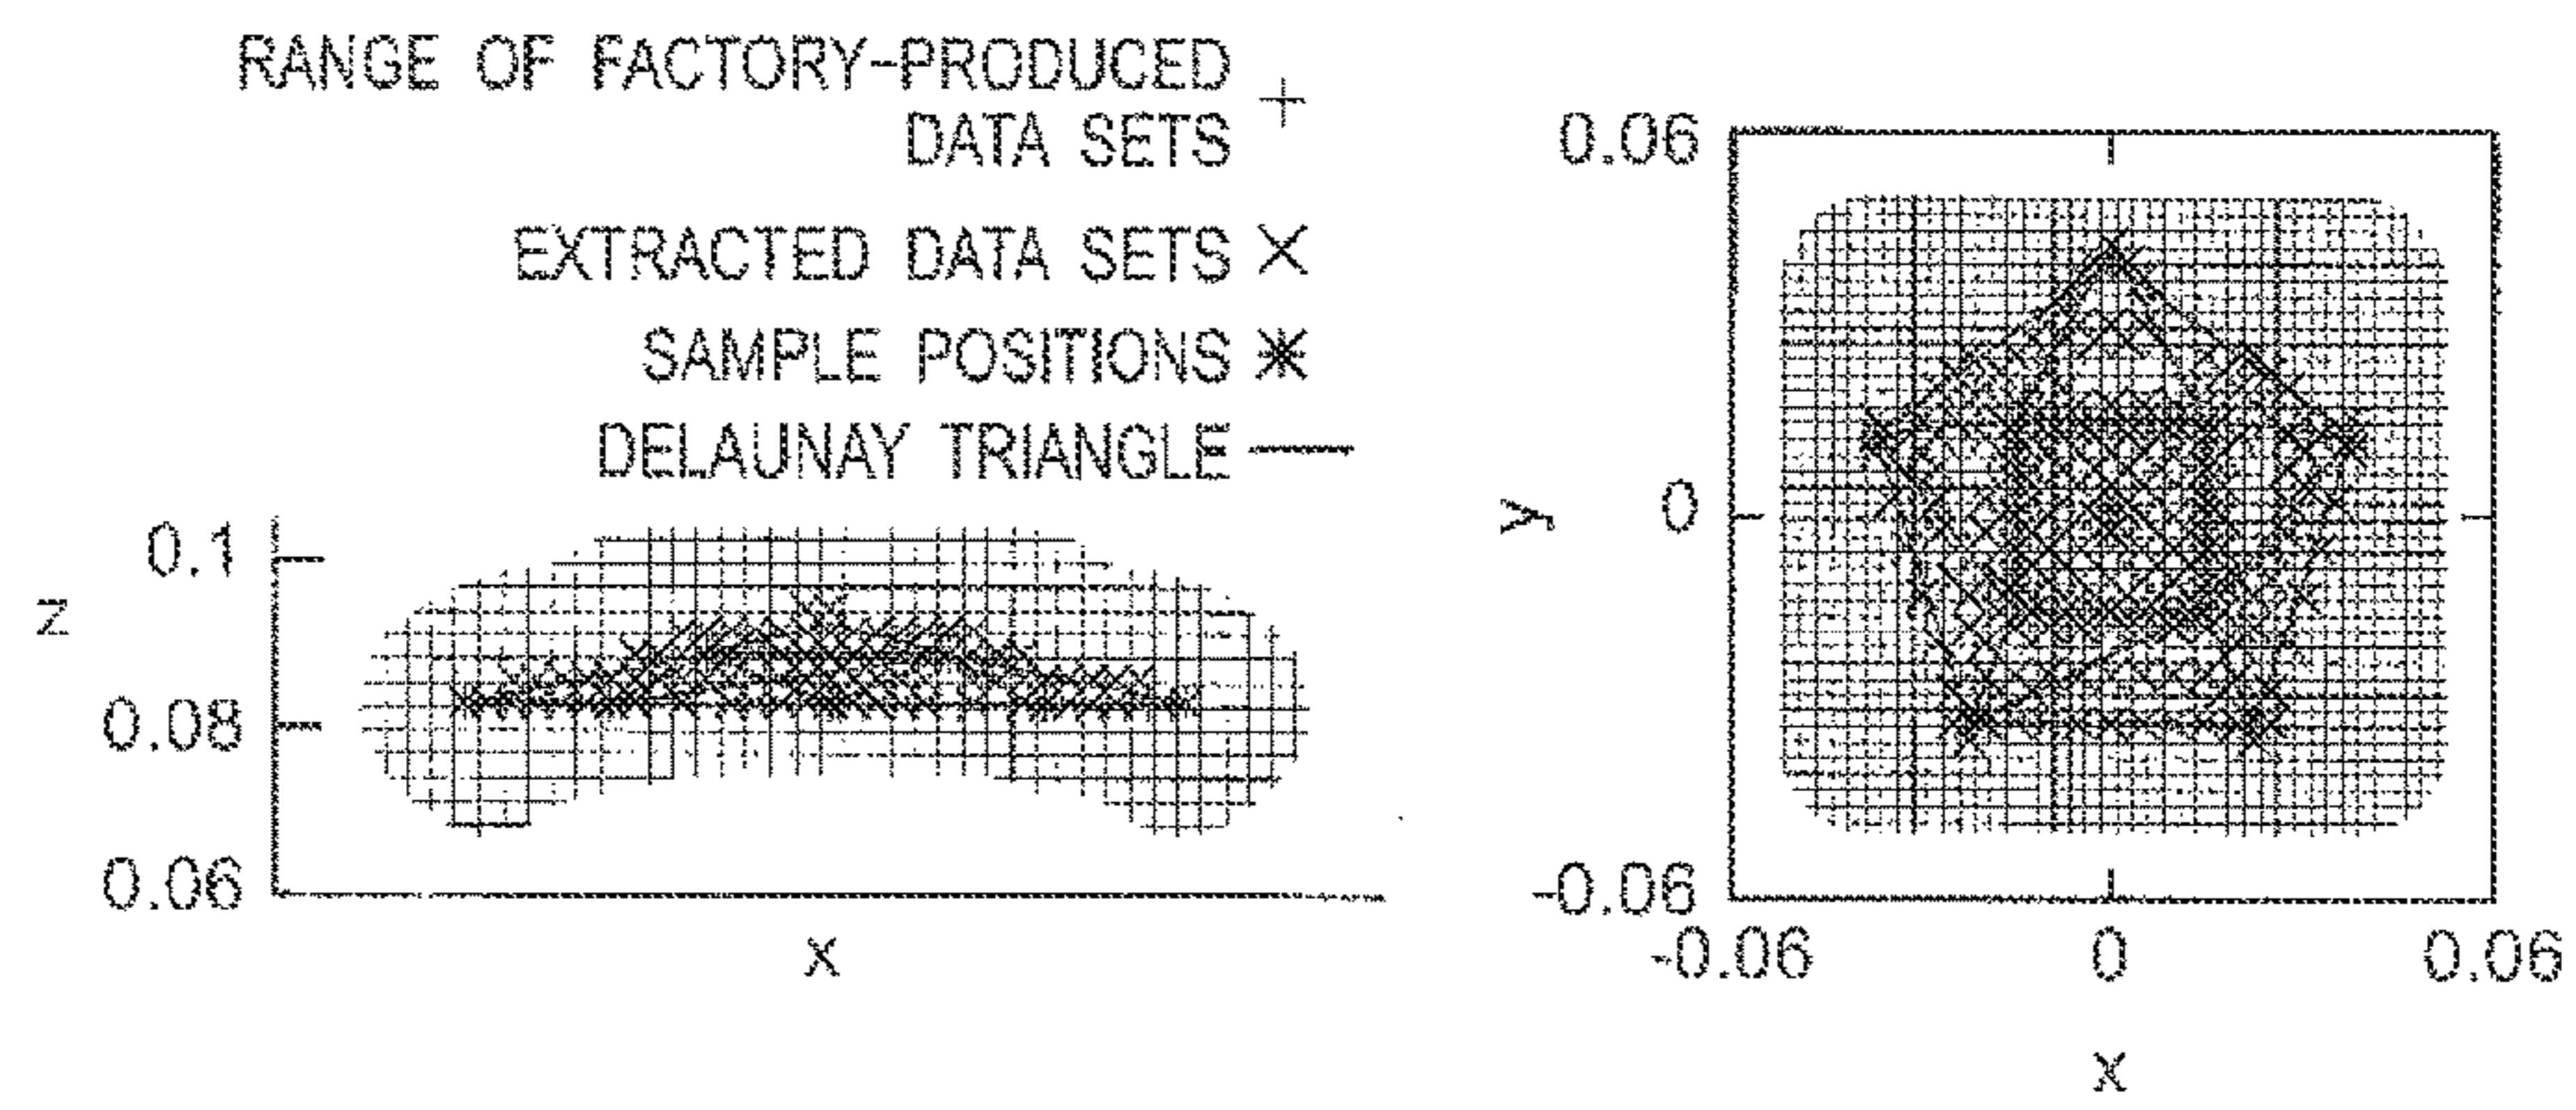 RANGE OF FACTORY-PRODUCED
DATA SETS
EXTRACTED DATA SETS
SAMPLE POSITIONS
DELAUNAY TRIANGLE
0.1
z
0.08
0.06
x
0.06
y
0
-0.06
-0.06 0 0.06
x